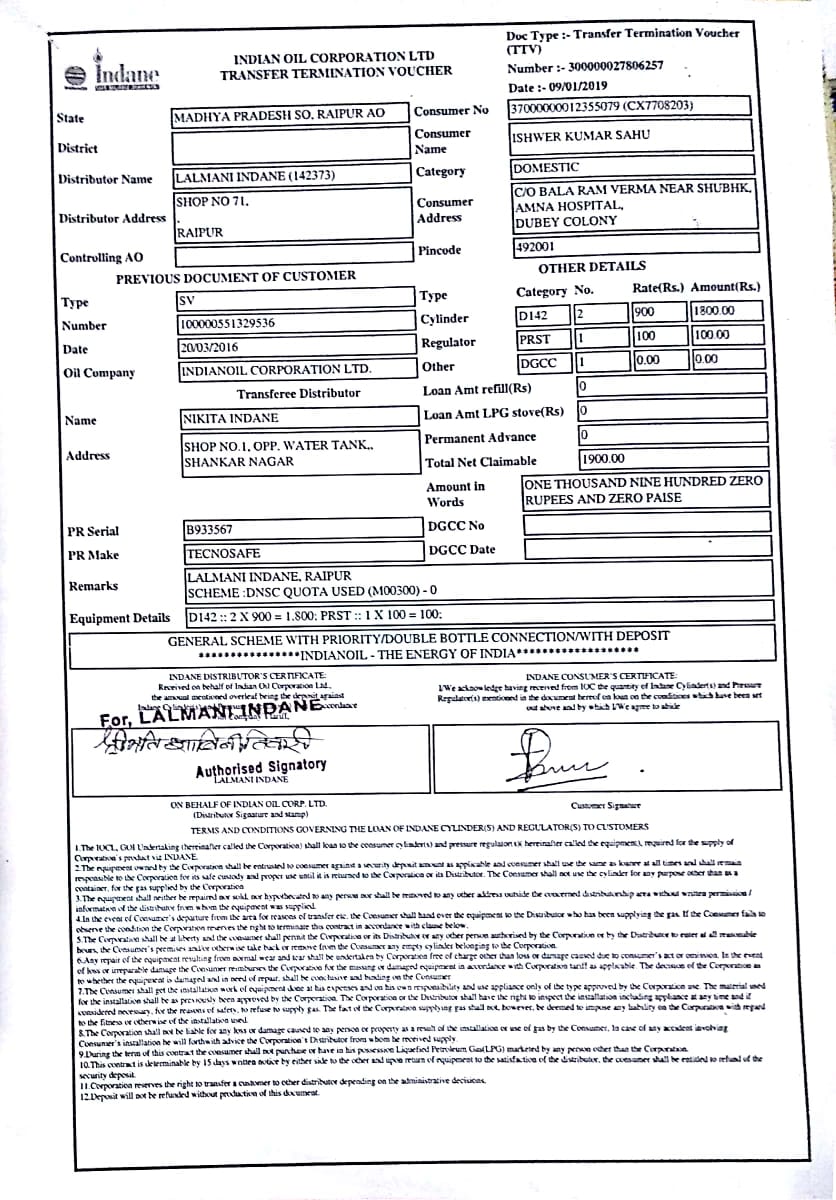 Indane
INDIAN OIL CORPORATION LTD
TRANSFER TERMINATION VOUCHER
Doc Type :- Transfer Termination Voucher
(TTV)
Number :- 300000027806257
Date :- 09/01/2019
State MADHYA PRADESH SO, RAIPUR AO
District
Distributor Name LALMANI INDANE (142373)
Distributor Address SHOP NO 71,
.
RAIPUR
Controlling AO
Consumer No 37000000012355079 (CX7708203)
Consumer Name ISHWER KUMAR SAHU
Category DOMESTIC
Consumer Address C/O BALA RAM VERMA NEAR SHUBHK,
AMNA HOSPITAL,
DUBEY COLONY
Pincode 492001
PREVIOUS DOCUMENT OF CUSTOMER
Type SV
Number 100000551329536
Date 20/03/2016
Oil Company INDIANOIL CORPORATION LTD.
Transferee Distributor
Name NIKITA INDANE
Address SHOP NO.1, OPP. WATER TANK,,
SHANKAR NAGAR
OTHER DETAILS
Type Category No. Rate(Rs.) Amount(Rs.)
Cylinder D142 2 900 1800.00
Regulator PRST 1 100 100.00
Other DGCC 1 0.00 0.00
Loan Amt refill(Rs) 0
Loan Amt LPG stove(Rs) 0
Permanent Advance 0
Total Net Claimable 1900.00
Amount in Words ONE THOUSAND NINE HUNDRED ZERO
RUPEES AND ZERO PAISE
PR Serial B933567
DGCC No
PR Make TECNOSAFE
DGCC Date
Remarks LALMANI INDANE, RAIPUR
SCHEME :DNSC QUOTA USED (M00300) - 0
Equipment Details D142 :: 2 X 900 = 1,800; PRST :: 1 X 100 = 100;
GENERAL SCHEME WITH PRIORITY/DOUBLE BOTTLE CONNECTION/WITH DEPOSIT
****************INDIANOIL - THE ENERGY OF INDIA*******************
INDANE DISTRIBUTOR'S CERTIFICATE:
Received on behalf of Indian Oil Corporation Ltd.,
the amount mentioned overleaf being the deposit against
For, LALMANI INDANE
Authorised Signatory
LALMANI INDANE
INDANE CONSUMER'S CERTIFICATE:
I/We acknowledge having received from IOC the quantity of Indane Cylinder(s) and Pressure
Regulator(s) mentioned in the document hereof on loan on the conditions which have been set
out above and by which I/We agree to abide
ON BEHALF OF INDIAN OIL CORP. LTD.
(Distributor Signature and stamp)
Customer Signature
TERMS AND CONDITIONS GOVERNING THE LOAN OF INDANE CYLINDER(S) AND REGULATOR(S) TO CUSTOMERS
1.The IOCL, GOI Undertaking (hereinafter called the Corporation) shall loan to the consumer cylinder(s) and pressure regulator(s) hereinafter called the equipment), required for the supply of
Corporation's product viz INDANE.
2.The equipment owned by the Corporation shall be entrusted to consumer against a security deposit amount as applicable and consumer shall use the same as loanee at all times and shall remain
responsible to the Corporation for its safe custody and proper use until it is returned to the Corporation or its Distributor. The Consumer shall not use the cylinder for any purpose other than as a
container, for the gas supplied by the Corporation
3.The equipment shall neither be repaired nor sold, nor hypothecated to any person nor shall be removed to any other address outside the concerned distributorship area without written permission /
information of the distributor from whom the equipment was supplied.
4.In the event of Consumer's departure from the area for reasons of transfer etc. the Consumer shall hand over the equipment to the Distributor who has been supplying the gas. If the Consumer fails to
observe the condition the Corporation reserves the right to terminate this contract in accordance with clause below.
5.The Corporation shall be at liberty and the consumer shall permit the Corporation or its Distributor or any other person authorised by the Corporation or by the Distributor to enter at all reasonable
hours, the Consumer's premises and/or otherwise take back or remove from the Consumer any empty cylinder belonging to the Corporation.
6.Any repair of the equipment resulting from normal wear and tear shall be undertaken by Corporation free of charge other than loss or damage caused due to consumer's act or omission. In the event
of loss or irreparable damage the Consumer reimburses the Corporation for the missing or damaged equipment in accordance with Corporation tariff as applicable. The decision of the Corporation as
to whether the equipment is damaged and in need of repair, shall be conclusive and binding on the Consumer
7.The Consumer shall get the installation work of equipment done at his expenses and on his own responsibility and use appliance only of the type approved by the Corporation use. The material used
for the installation shall be as previously been approved by the Corporation. The Corporation or the Distributor shall have the right to inspect the installation including appliance at any time and if
considered necessary, for the reasons of safety, to refuse to supply gas. The fact of the Corporation supplying gas shall not, however, be deemed to impose any liability on the Corporation with regard
to the fitness or otherwise of the installation used.
8.The Corporation shall not be liable for any loss or damage caused to any person or property as a result of the installation or use of gas by the Consumer, In case of any accident involving
Consumer's installation he will forthwith advice the Corporation's Distributor from whom he received supply.
9.During the term of this contract the consumer shall not purchase or have in his possession Liquefied Petroleum Gas(LPG) marketed by any person other than the Corporation.
10.This contract is determinable by 15 days written notice by either side to the other and upon return of equipment to the satisfaction of the distributor, the consumer shall be entitled to refund of the
security deposit.
11.Corporation reserves the right to transfer a customer to other distributor depending on the administrative decisions.
12.Deposit will not be refunded without production of this document.